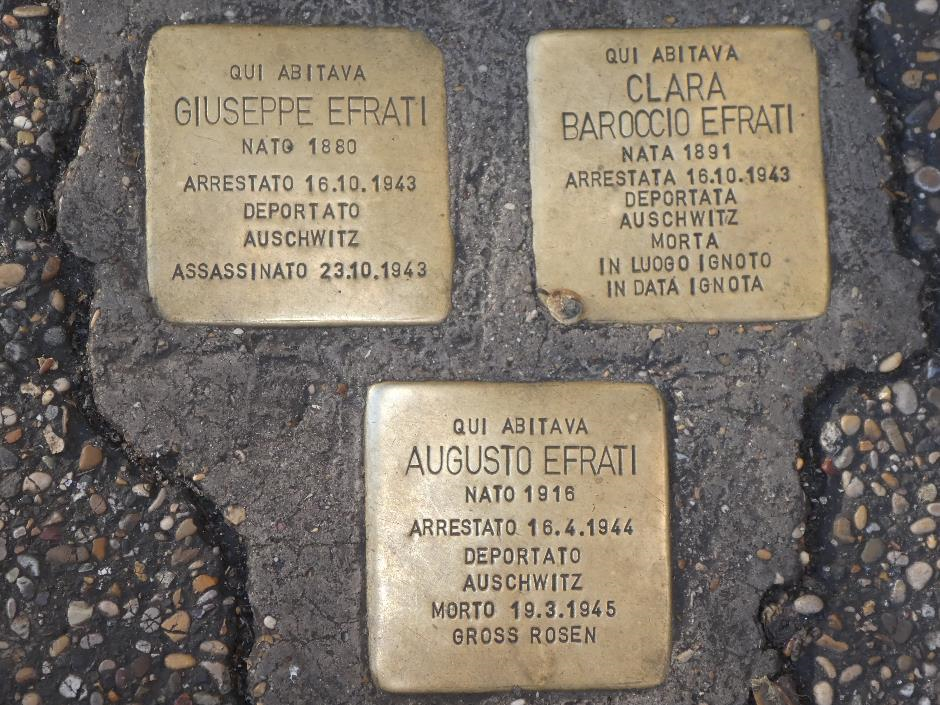 QUI ABITAVA
GIUSEPPE EFRATI
NATO 1880
ARRESTATO 16.10.1943
DEPORTATO
AUSCHWITZ
ASSASSINATO 23.10.1943
QUI ABITAVA
CLARA
BAROCCIO EFRATI
NATA 1891
ARRESTATA 16.10.1943
DEPORTATA
AUSCHWITZ
MORTA
IN LUOGO IGNOTO
IN DATA IGNOTA
QUI ABITAVA
AUGUSTO EFRATI
NATO 1916
ARRESTATO 16.4.1944
DEPORTATO
AUSCHWITZ
MORTO 19.3.1945
GROSS ROSEN